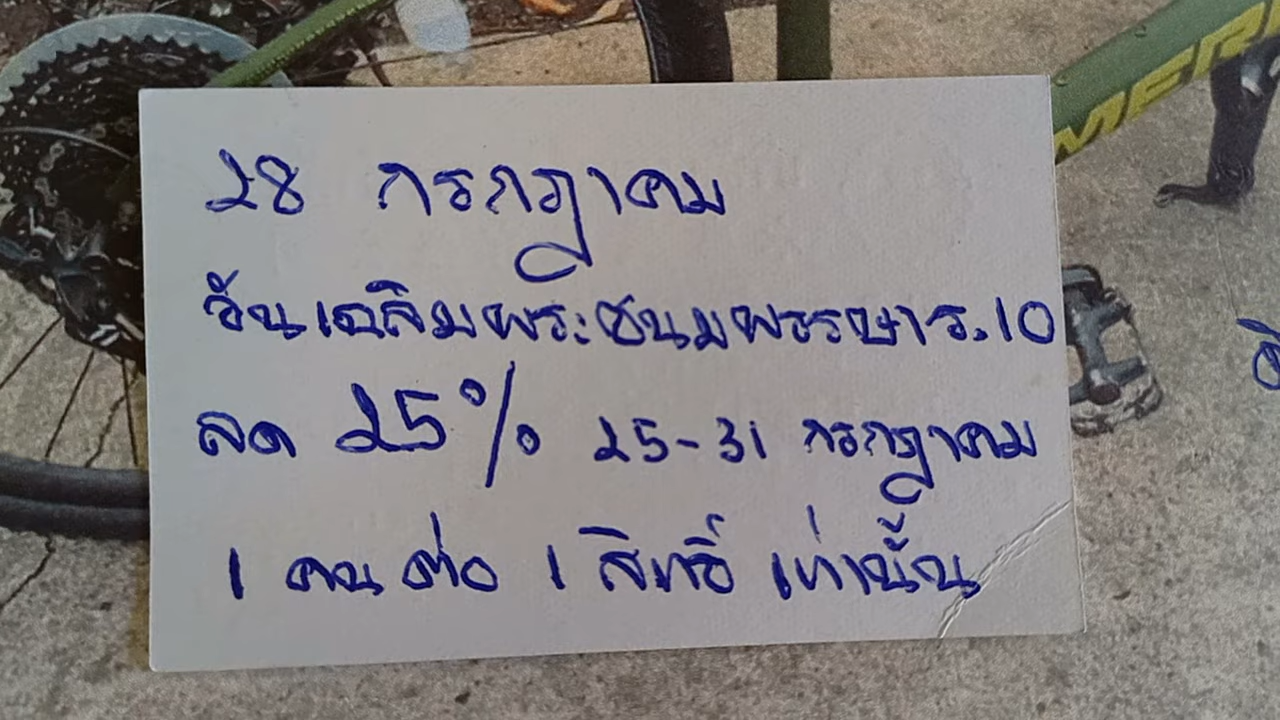 MERI
28 กรกฎาคม
วันเฉลิมพระชนมพรรษา ร.10
ลด 25% 25-31 กรกฎาคม
1 คน ต่อ 1 สิทธิ์ เท่านั้น